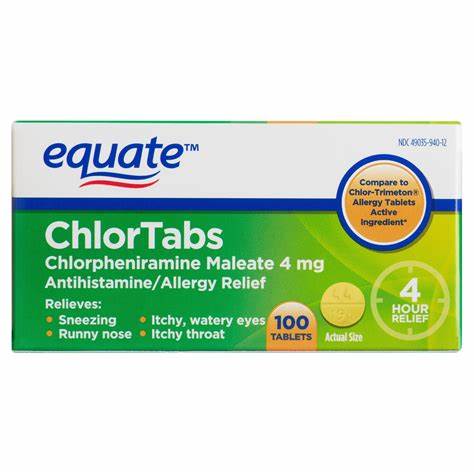 equate™
NDC 49035-940-12
Compare to
Chlor-Trimeton®
Allergy Tablets
Active
Ingredient*
ChlorTabs
Chlorpheniramine Maleate 4 mg
Antihistamine/Allergy Relief
Relieves:
• Sneezing
• Runny nose
• Itchy, watery eyes
• Itchy throat
100
TABLETS
44
Actual Size
4
HOUR
RELIEF